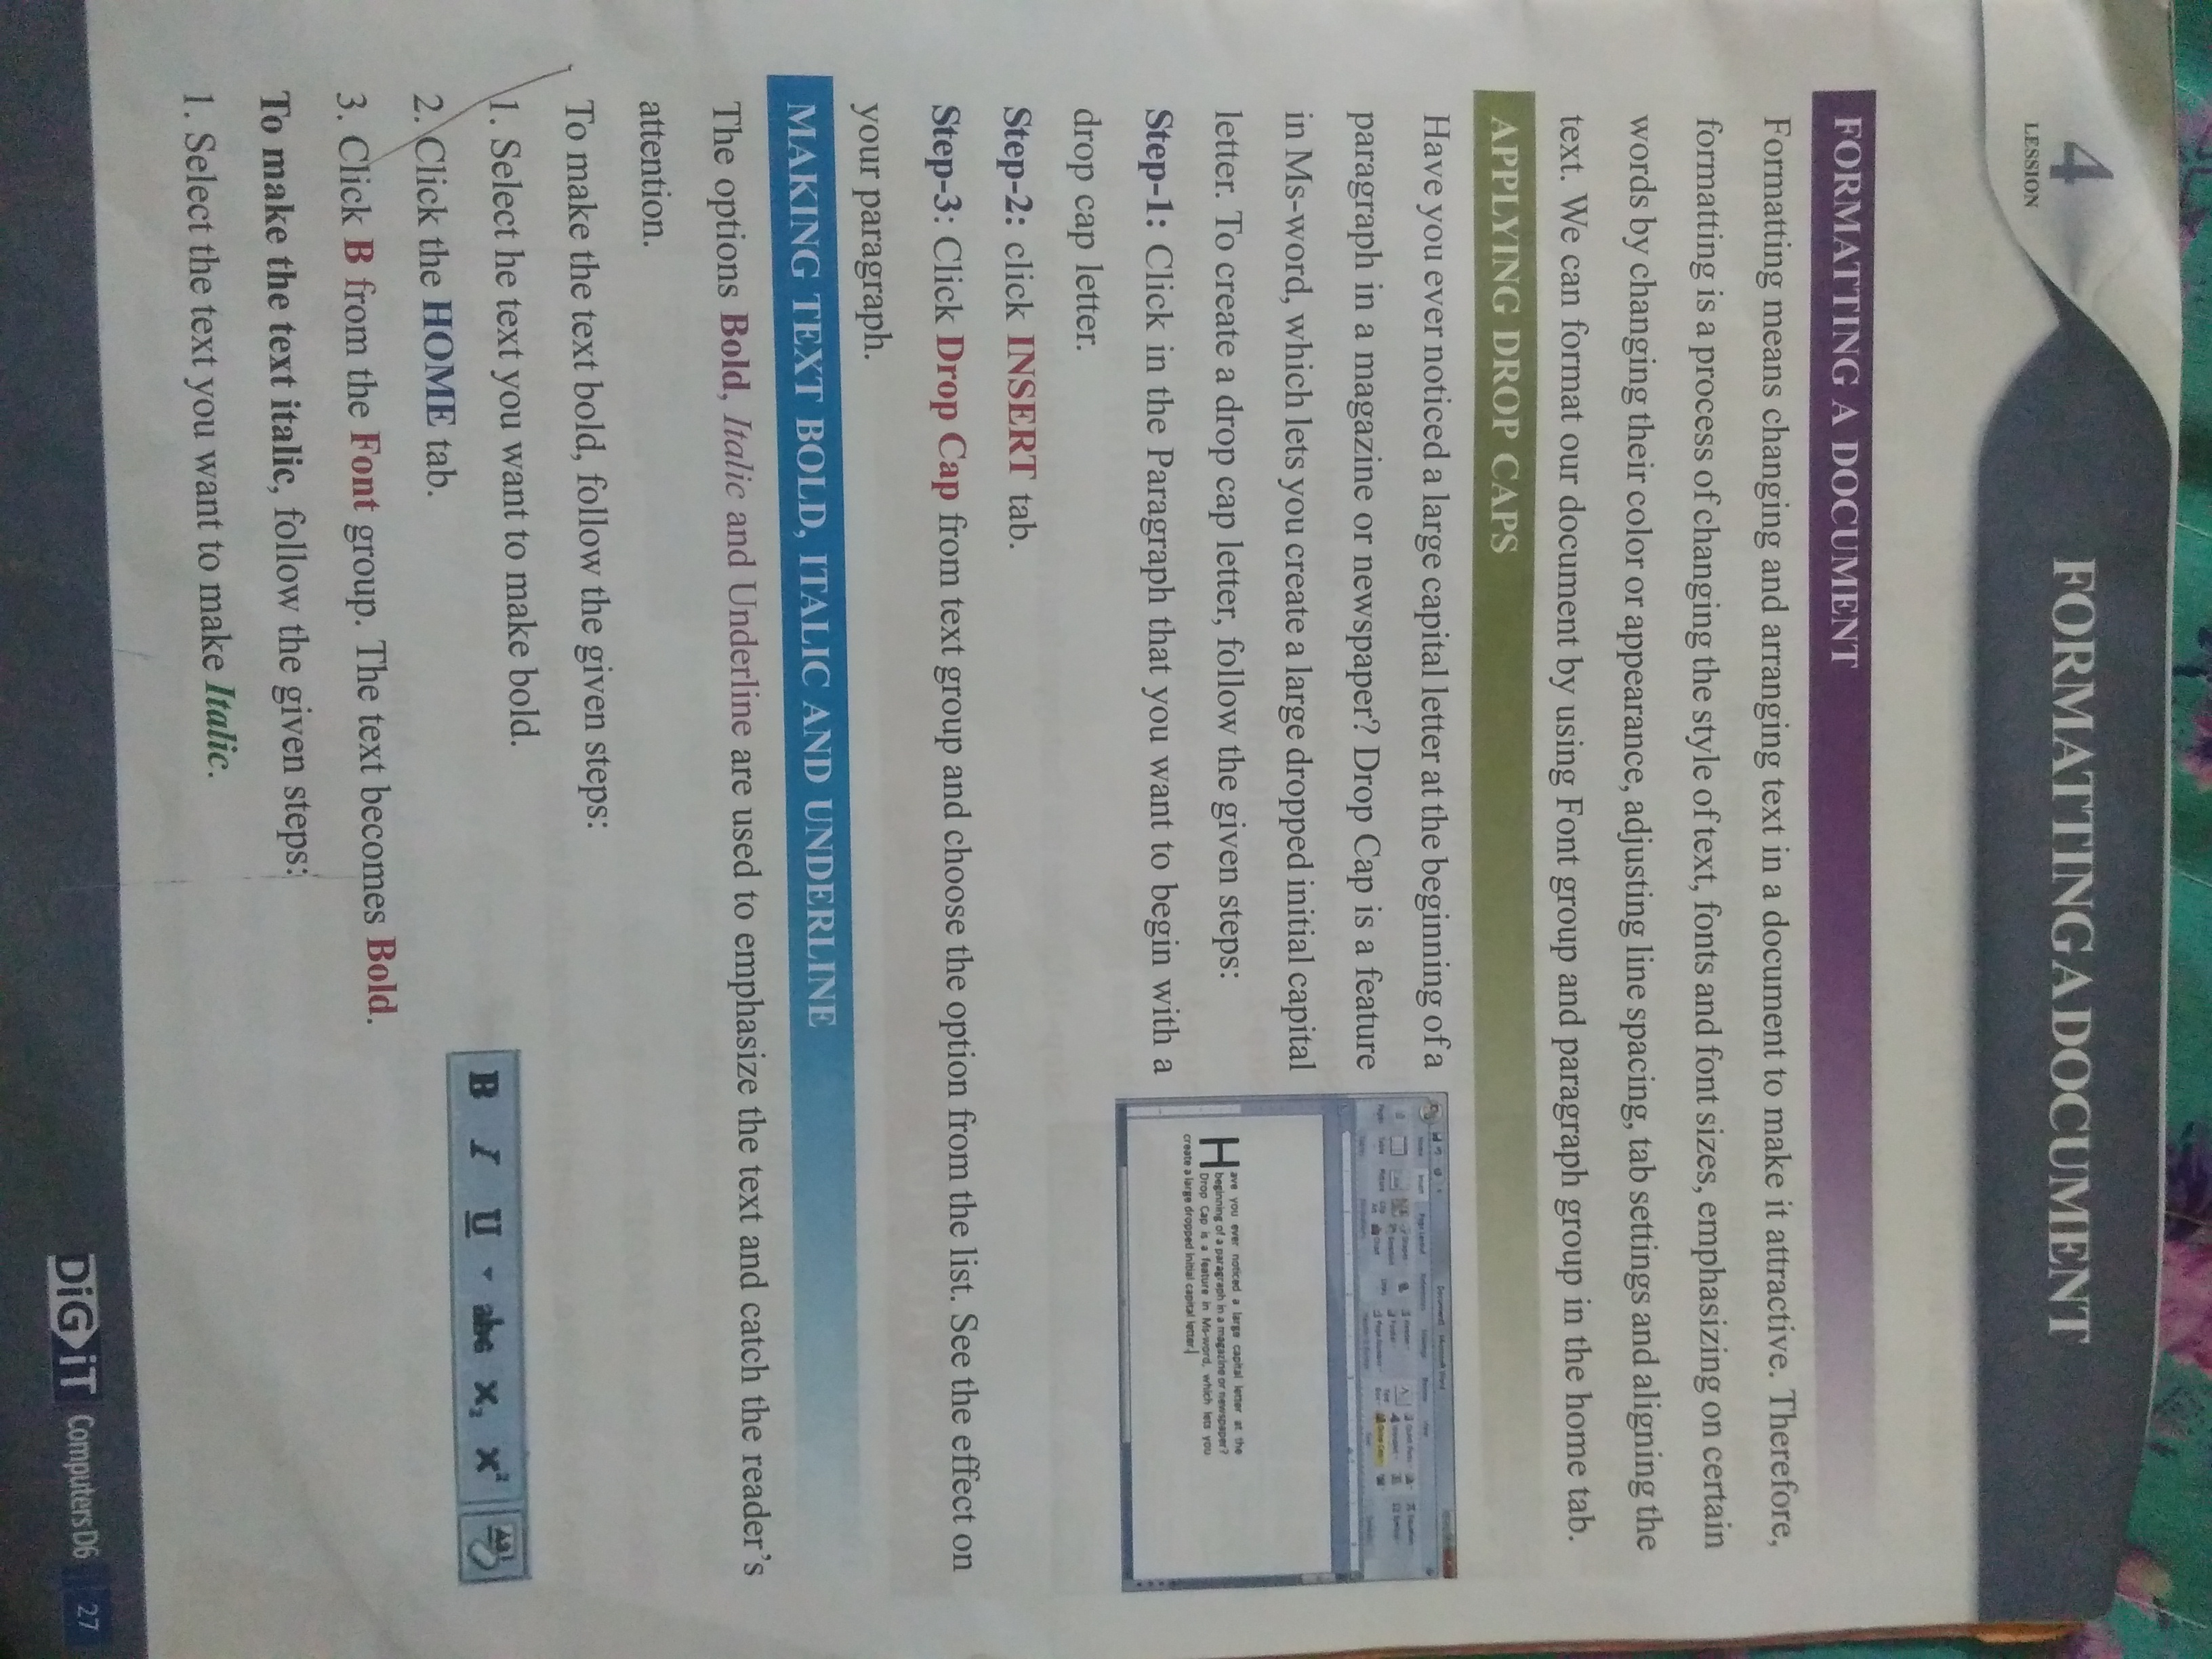 4
LESSION
FORMATTING A DOCUMENT
FORMATTING A DOCUMENT
Formatting means changing and arranging text in a document to make it attractive. Therefore,
formatting is a process of changing the style of text, fonts and font sizes, emphasizing on certain
words by changing their color or appearance, adjusting line spacing, tab settings and aligning the
text. We can format our document by using Font group and paragraph group in the home tab.
APPLYING DROP CAPS
Have you ever noticed a large capital letter at the beginning of a
paragraph in a magazine or newspaper? Drop Cap is a feature
in Ms-word, which lets you create a large dropped initial capital
letter. To create a drop cap letter, follow the given steps:
Step-1: Click in the Paragraph that you want to begin with a
drop cap letter.
Have you ever noticed a large capital letter at the
beginning of a paragraph in a magazine or newspaper?
Drop Cap is a feature in Ms-word, which lets you
create a large dropped initial capital letter
Step-2: click INSERT tab.
Step-3: Click Drop Cap from text group and choose the option from the list. See the effect on
your paragraph.
MAKING TEXT BOLD, ITALIC AND UNDERLINE
The options Bold, Italic and Underline are used to emphasize the text and catch the reader's
attention.
To make the text bold, follow the given steps:
1. Select he text you want to make bold.
2. Click the HOME tab.
3. Click B from the Font group. The text becomes Bold.
B I U abc x₂ x²
To make the text italic, follow the given steps:
1. Select the text you want to make Italic.
DiGiT Computers D6 27